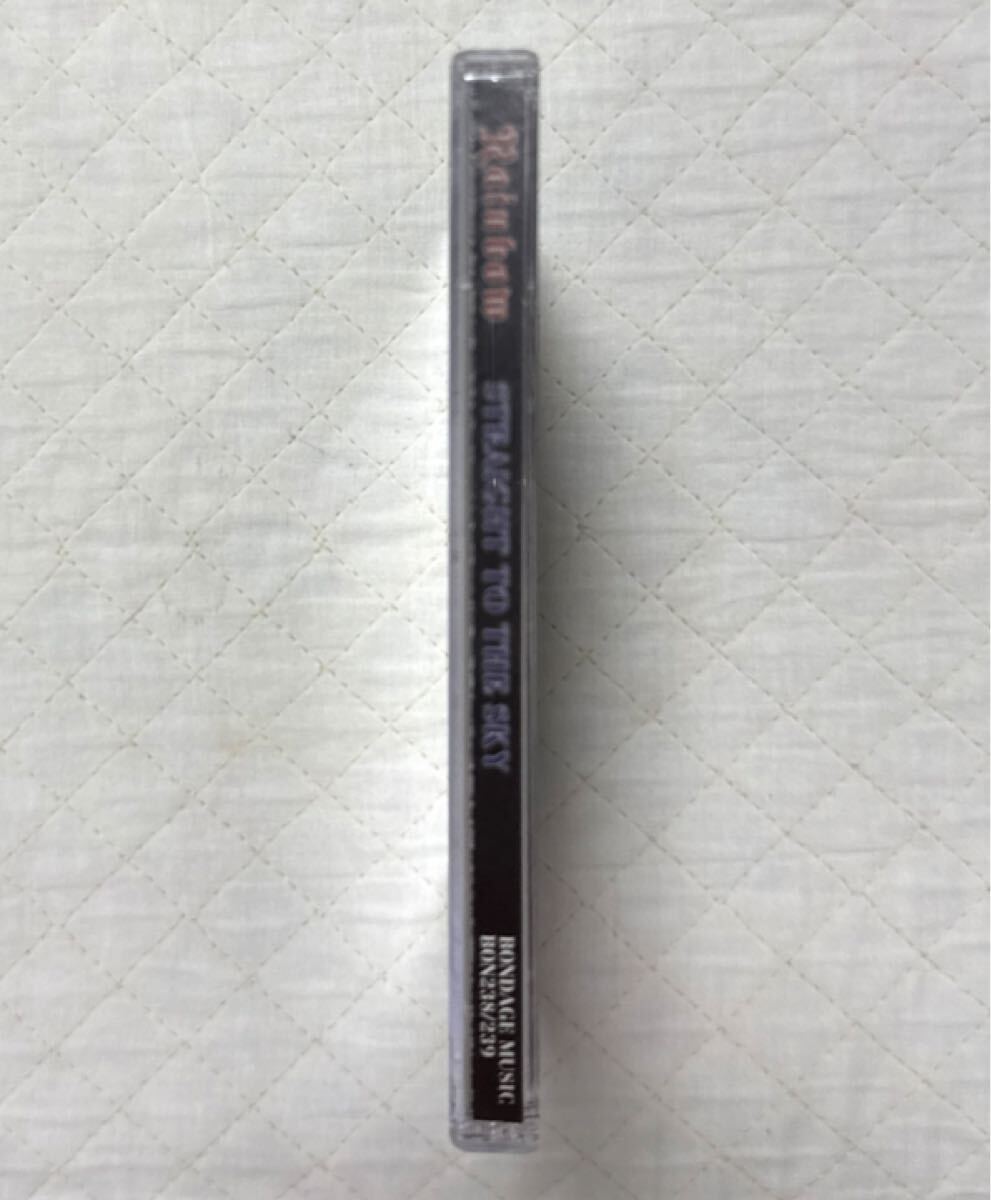 Rainbow
STRAIGHT TO THE SKY
BONDAGE MUSIC
BON238/239